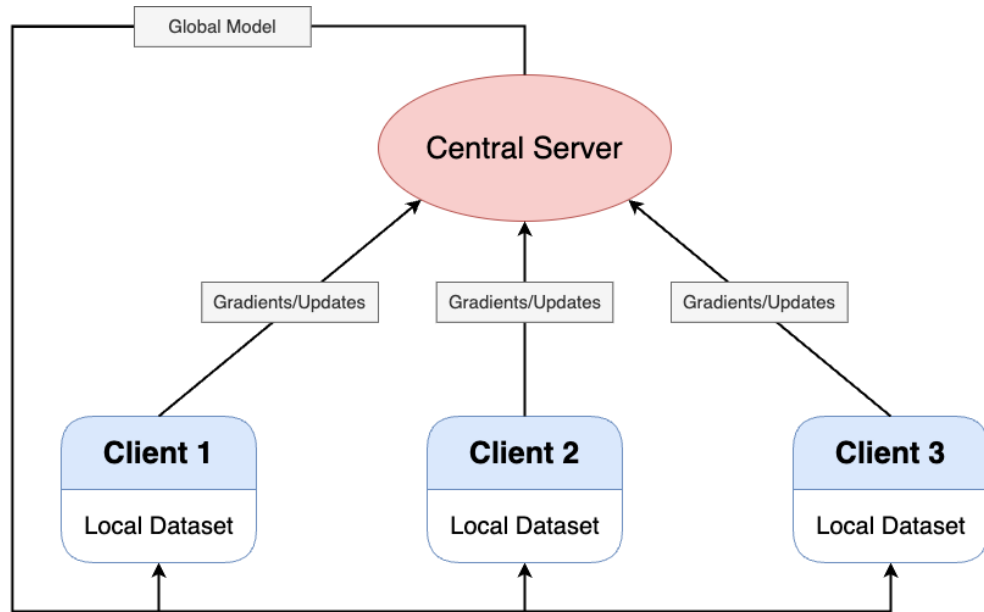 Global Model
Central Server
Gradients/Updates
Gradients/Updates
Gradients/Updates
Client 1
Client 2
Client 3
Local Dataset
Local Dataset
Local Dataset